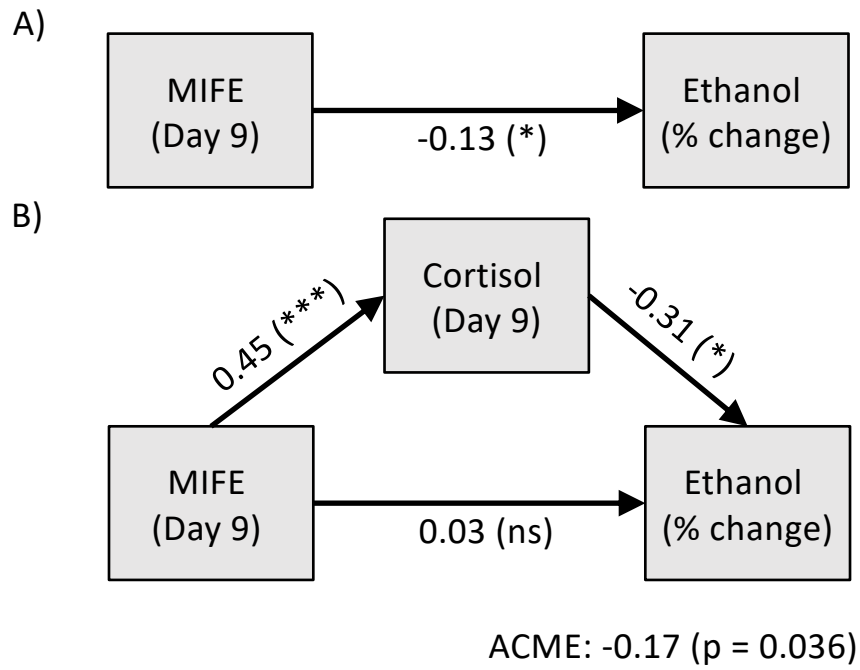 A)
MIFE
(Day 9)
-0.13 (*)
Ethanol
(% change)
B)
Cortisol
(Day 9)
0.45 (***)
-0.31 (*)
MIFE
(Day 9)
0.03 (ns)
Ethanol
(% change)
ACME: -0.17 (p = 0.036)